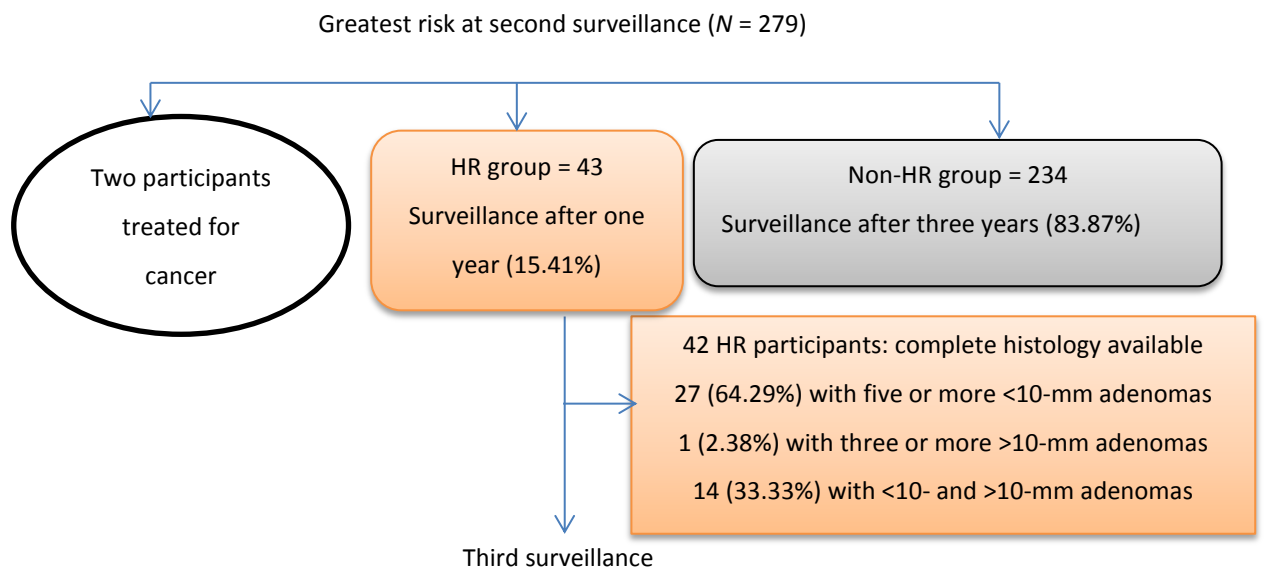 Greatest risk at second surveillance (N = 279)
Two participants
treated for
cancer
HR group = 43
Surveillance after one
year (15.41%)
Non-HR group = 234
Surveillance after three years (83.87%)
42 HR participants: complete histology available
27 (64.29%) with five or more <10-mm adenomas
1 (2.38%) with three or more >10-mm adenomas
14 (33.33%) with <10- and >10-mm adenomas
Third surveillance